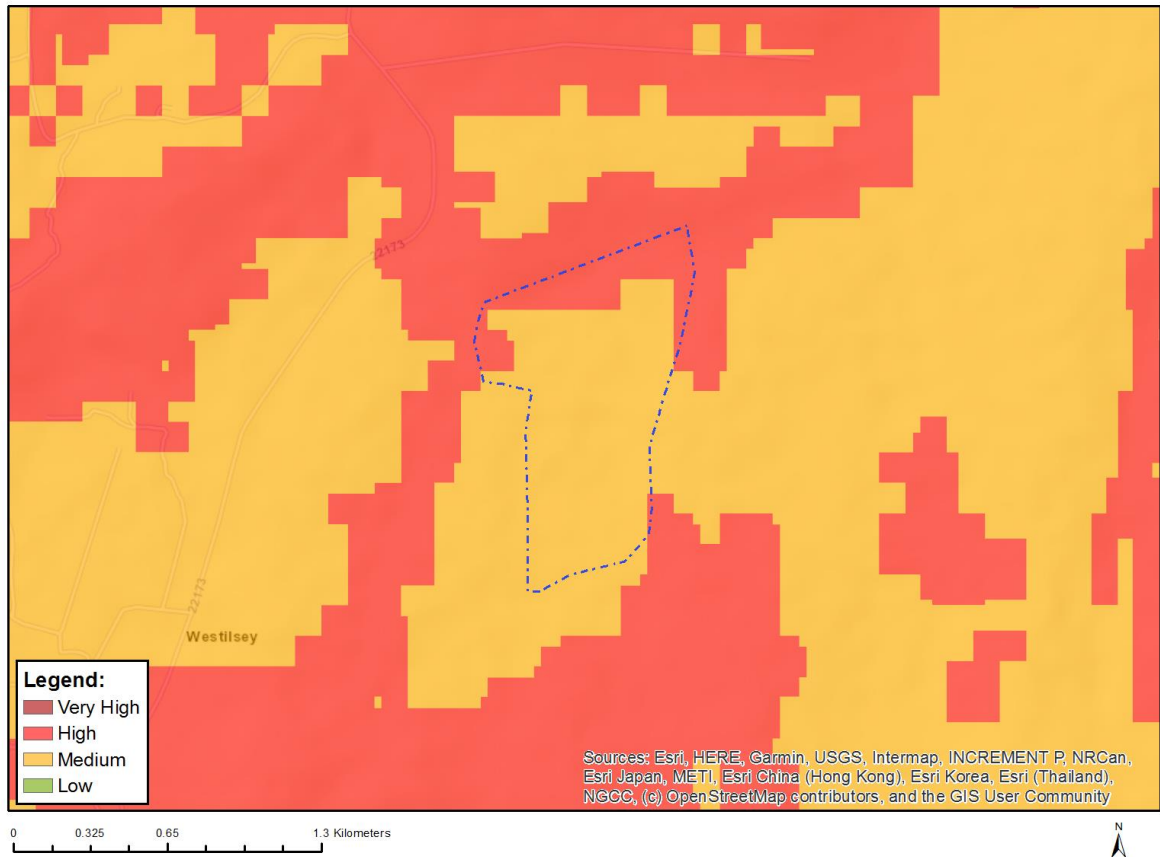 22173
22173
Westilsey
Legend:
Very High
High
Medium
Low
Sources: Esri, HERE, Garmin, USGS, Intermap, INCREMENT P, NRCan,
Esri Japan, METI, Esri China (Hong Kong), Esri Korea, Esri (Thailand),
NGCC, (c) OpenStreetMap contributors, and the GIS User Community
0 0.325 0.65 1.3 Kilometers
N